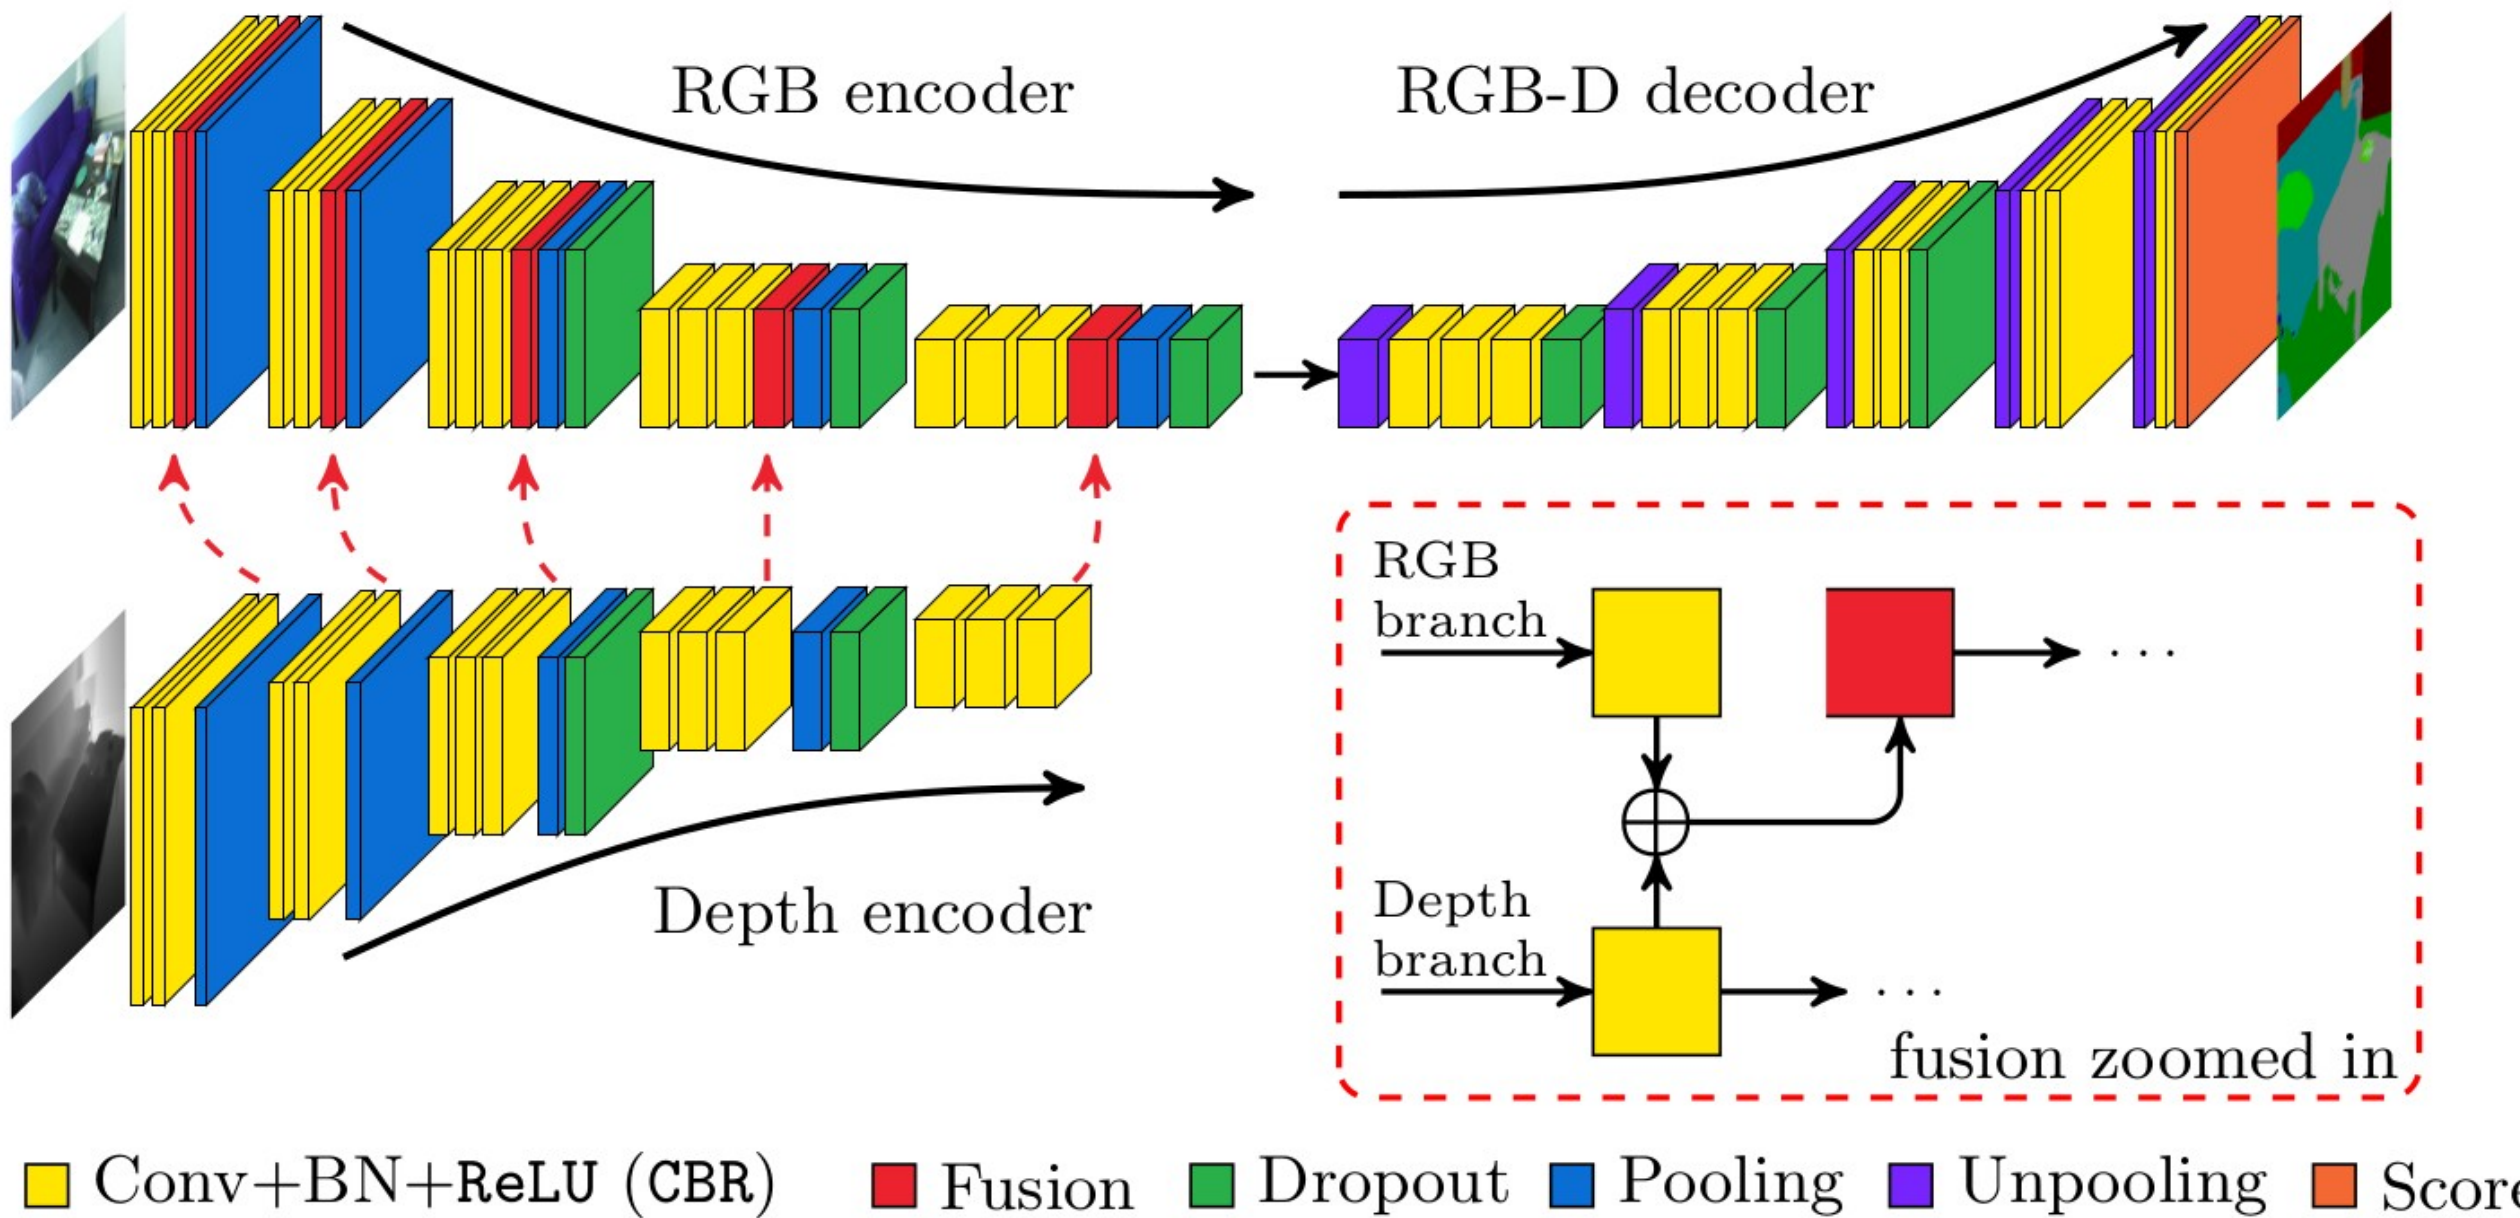 RGB encoder
RGB-D decoder
RGB
branch
. . .
Depth
branch
. . .
fusion zoomed in
Depth encoder
Conv+BN+ReLU (CBR)
Fusion
Dropout
Pooling
Unpooling
Score